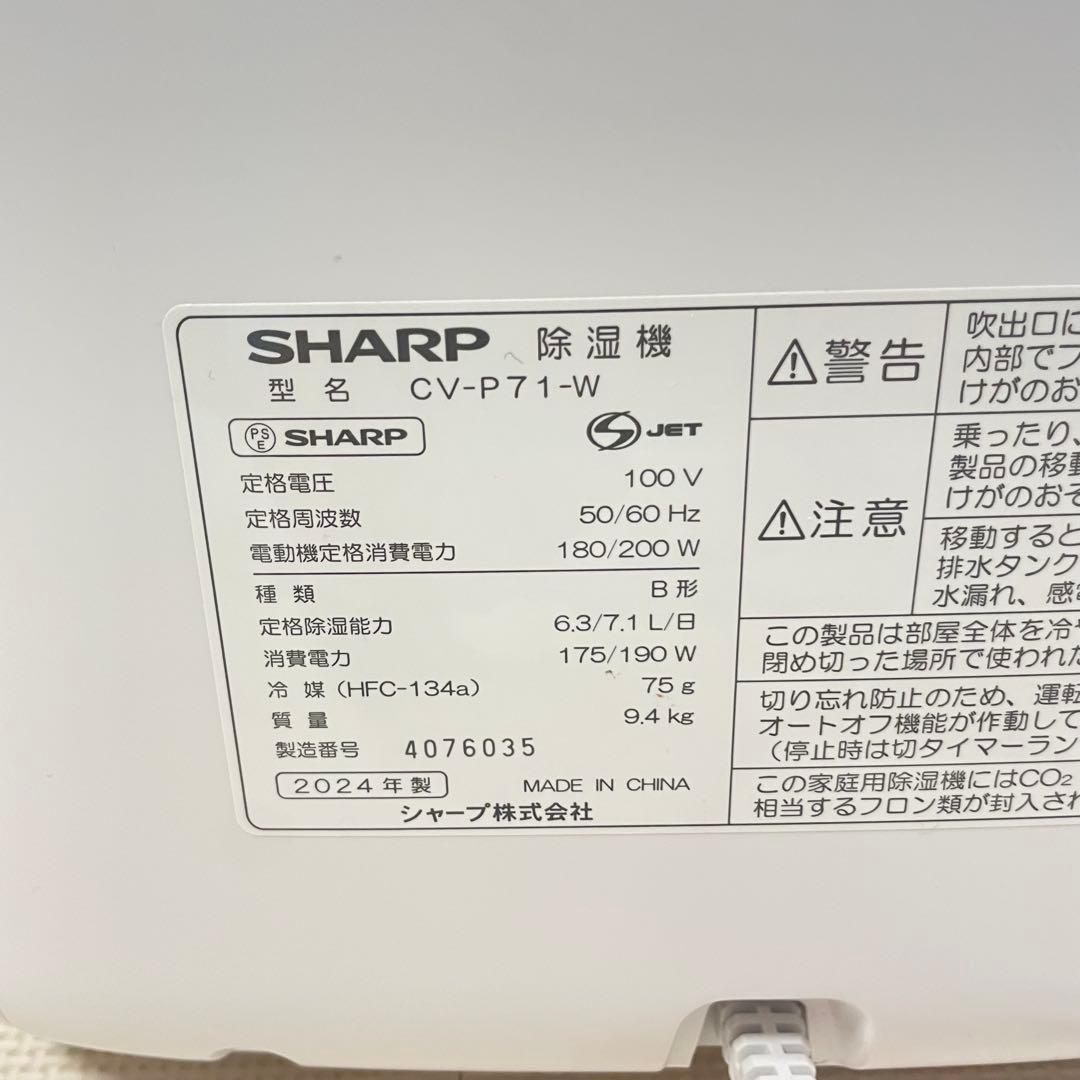 SHARP 除湿機
型名 CV-P71-W
PSE SHARP
S JET
定格電圧 100 V
定格周波数 50/60 Hz
電動機定格消費電力 180/200 W
種類 B形
定格除湿能力 6.3/7.1 L/日
消費電力 175/190 W
冷媒(HFC-134a) 75 g
質量 9.4 kg
製造番号 4076035
2024年製 MADE IN CHINA
シャープ株式会社
⚠警告
吹出口に
内部でフ
けがのお
⚠注意
乗ったり、
製品の移動
けがのおそ
移動すると
排水タンク
水漏れ、感電
この製品は部屋全体を冷や
閉め切った場所で使われた
切り忘れ防止のため、運転
オートオフ機能が作動して
(停止時は切タイマーラン
この家庭用除湿機にはCO₂
相当するフロン類が封入され